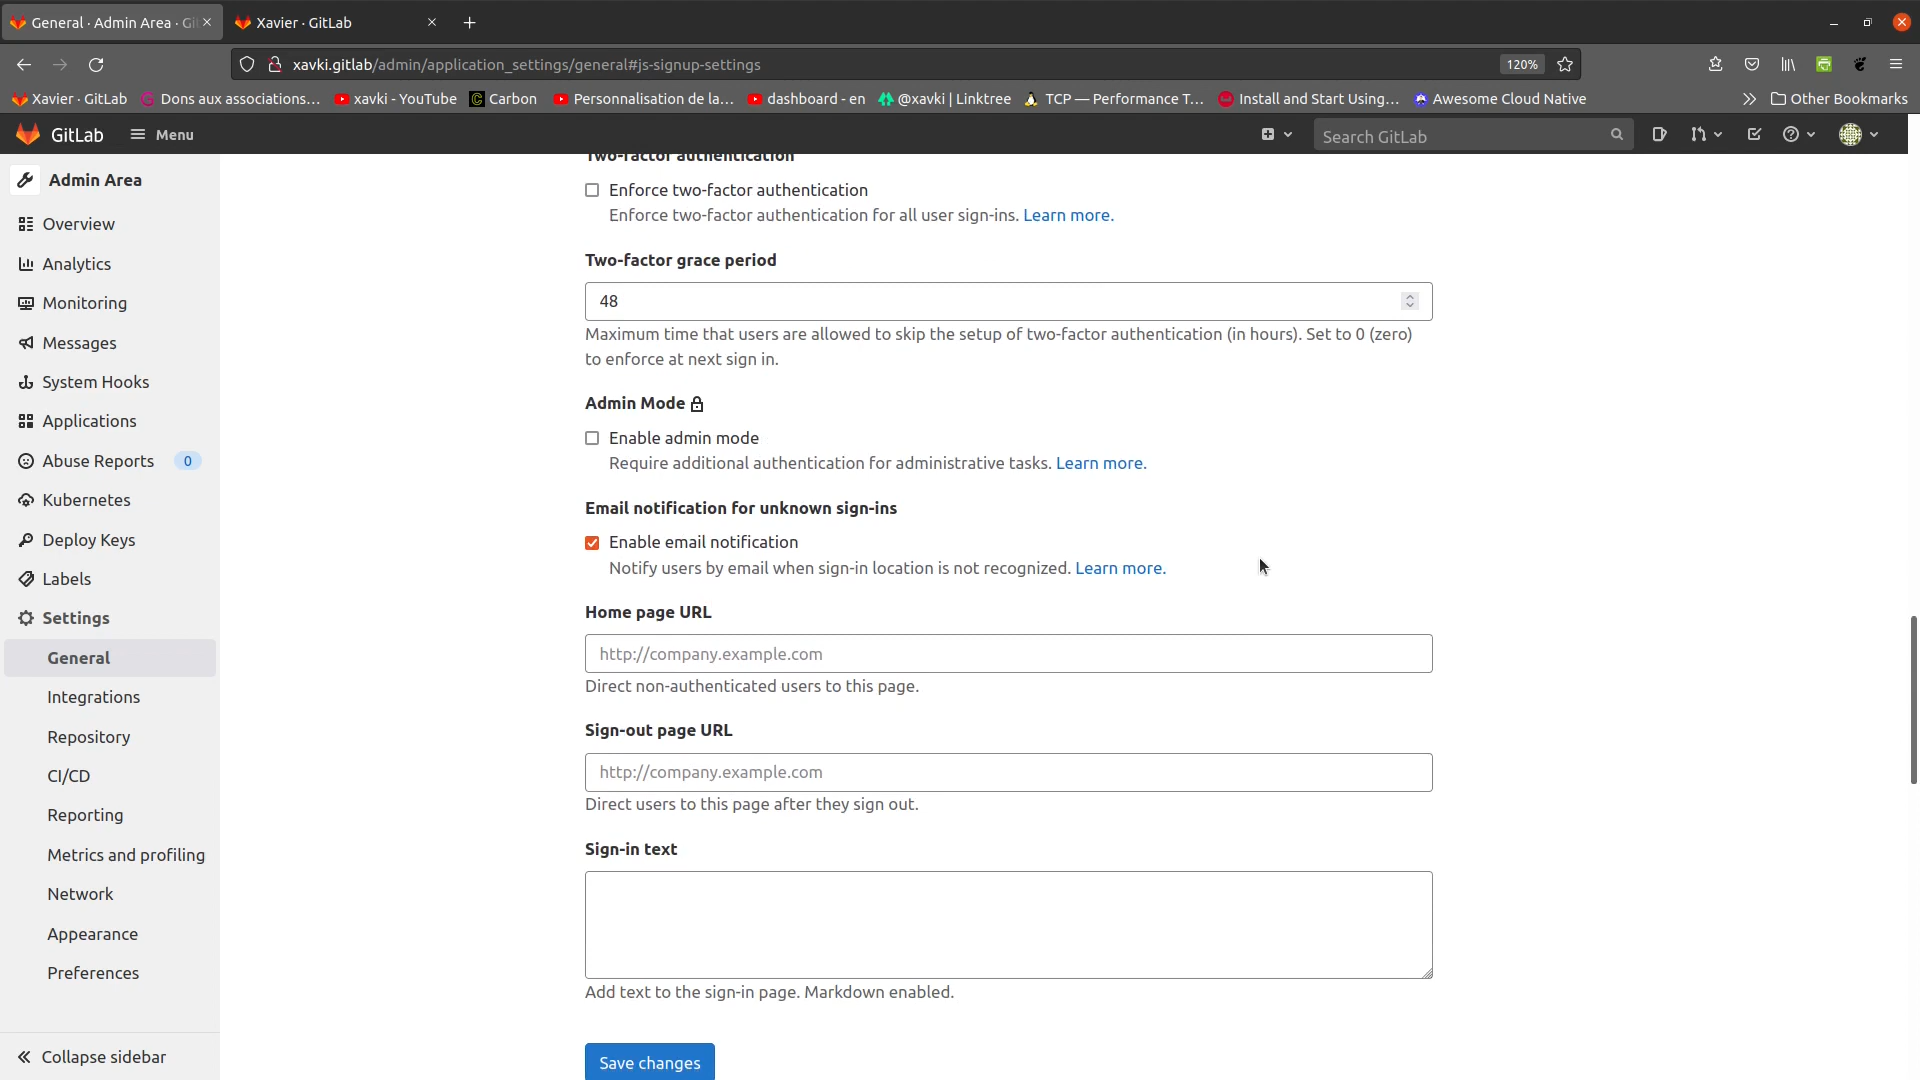 General · Admin Area · Gi
Xavier · GitLab
xavki.gitlab/admin/application_settings/general#js-signup-settings
120%
Xavier · GitLab
Dons aux associations...
xavki - YouTube
Carbon
Personnalisation de la...
dashboard - en
@xavki | Linktree
TCP — Performance T...
Install and Start Using...
Awesome Cloud Native
Other Bookmarks
GitLab
Menu
Search GitLab
Admin Area
Overview
Analytics
Monitoring
Messages
System Hooks
Applications
Abuse Reports 0
Kubernetes
Deploy Keys
Labels
Settings
General
Integrations
Repository
CI/CD
Reporting
Metrics and profiling
Network
Appearance
Preferences
Collapse sidebar
Two-factor authentication
Enforce two-factor authentication
Enforce two-factor authentication for all user sign-ins. Learn more.
Two-factor grace period
48
Maximum time that users are allowed to skip the setup of two-factor authentication (in hours). Set to 0 (zero)
to enforce at next sign in.
Admin Mode
Enable admin mode
Require additional authentication for administrative tasks. Learn more.
Email notification for unknown sign-ins
Enable email notification
Notify users by email when sign-in location is not recognized. Learn more.
Home page URL
http://company.example.com
Direct non-authenticated users to this page.
Sign-out page URL
http://company.example.com
Direct users to this page after they sign out.
Sign-in text
Add text to the sign-in page. Markdown enabled.
Save changes